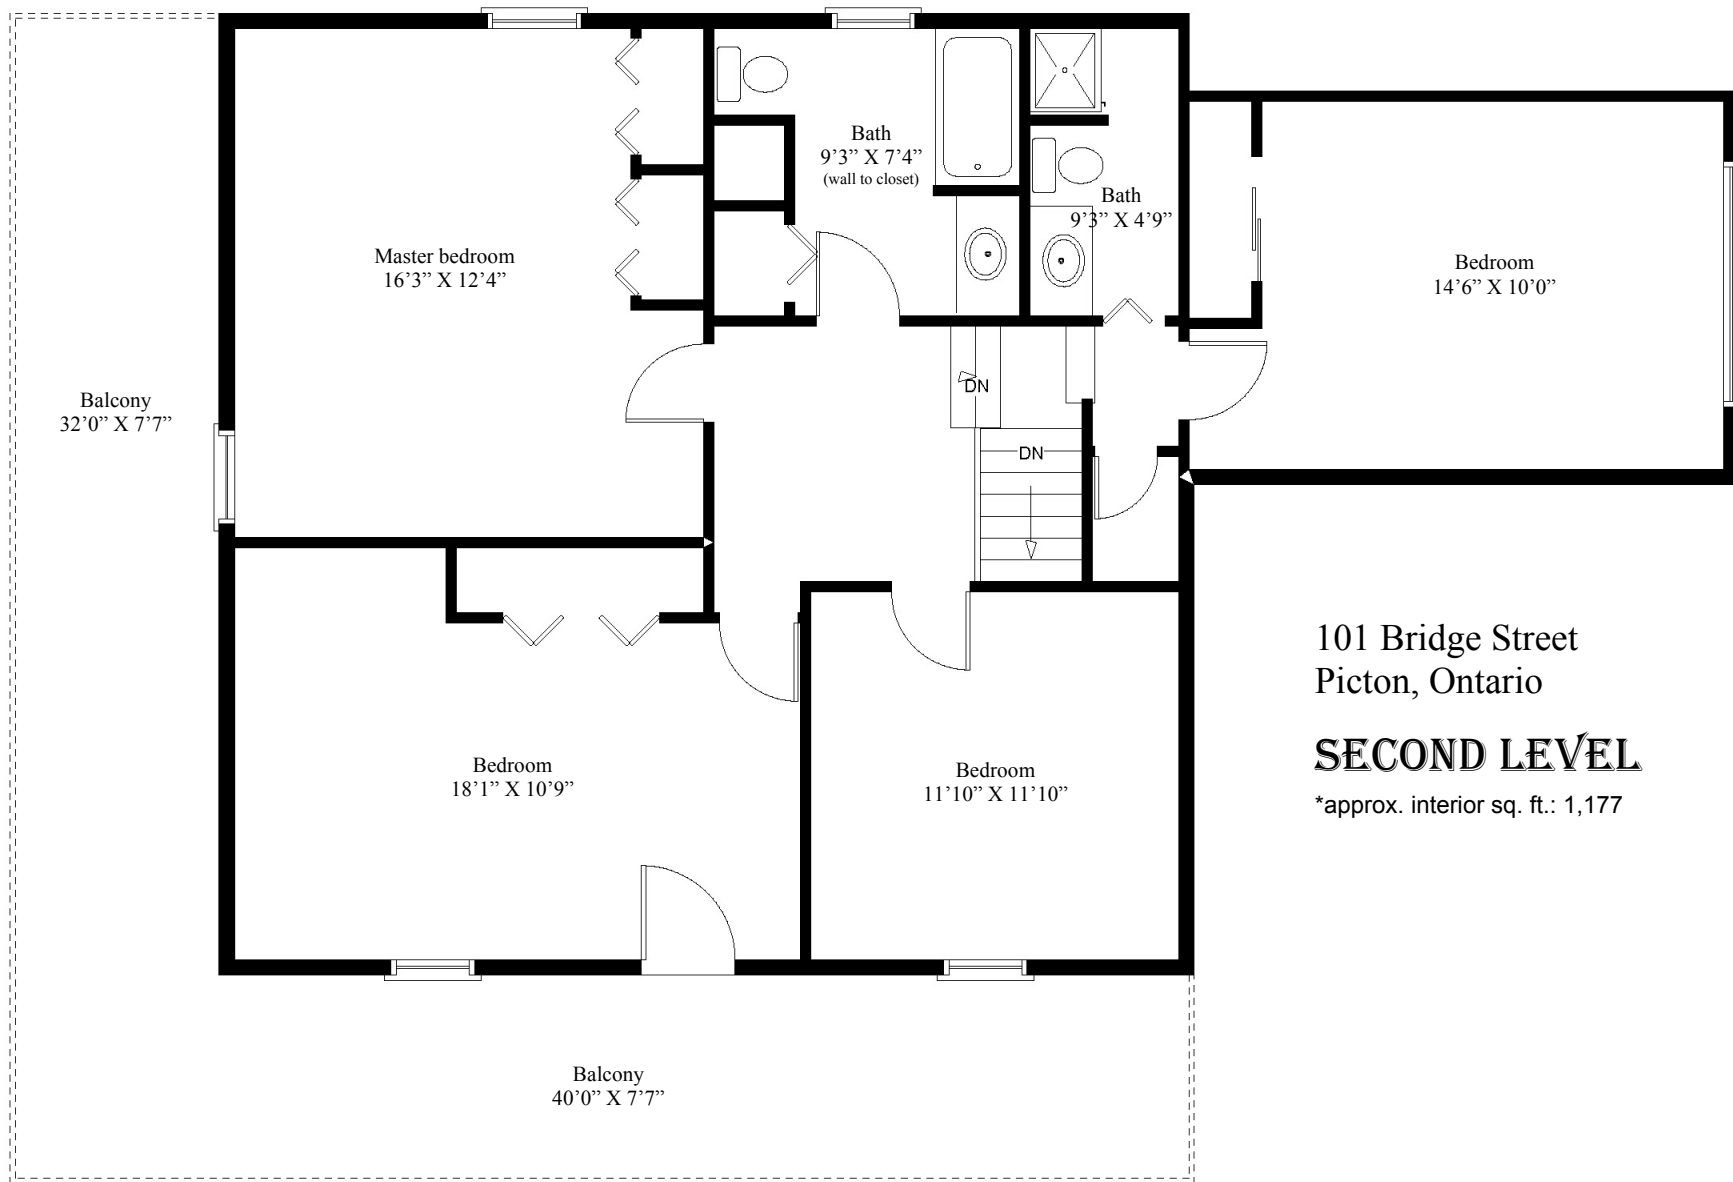 Bath
9’3” X 7’4”
(wall to closet)
Bath
9’3” X 4’9”
Master bedroom
16’3” X 12’4”
Bedroom
14’6” X 10’0”
Balcony
32’0” X 7’7”
DN
DN
101 Bridge Street
Picton, Ontario
SECOND LEVEL
*approx. interior sq. ft.: 1,177
Bedroom
18’1” X 10’9”
Bedroom
11’10” X 11’10”
Balcony
40’0” X 7’7”